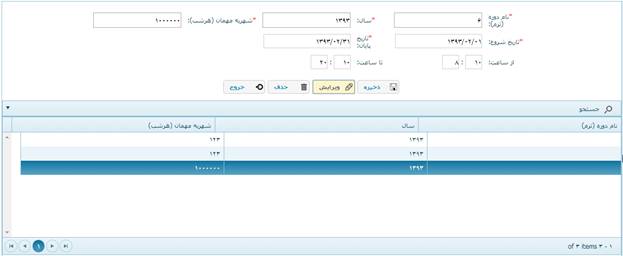 *نام دوره (ترم): ۶ *سال: ۱۳۹۳ *شهریه مهمان (هرشب): ۱۰۰۰۰۰۰
*تاریخ شروع: ۱۳۹۳/۰۲/۰۱ *تاریخ پایان: ۱۳۹۳/۰۲/۳۱
از ساعت: ۱۰ : ۸ تا ساعت: ۱۰ : ۲۰
ذخیره ویرایش حذف خروج
جستجو
نام دوره (ترم) سال شهریه مهمان (هرشب)
۱۳۹۳ ۱۲۳
۱۳۹۳ ۱۲۳
۱۳۹۳ ۱۰۰۰۰۰۰
۱
۱ - ۳ of ۳ items